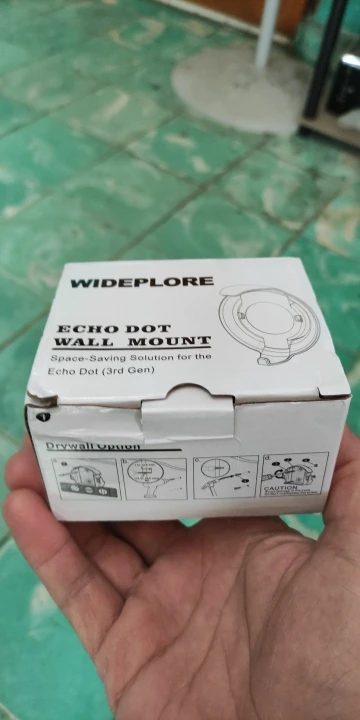 WIDEPLORE
ECHO DOT
WALL MOUNT
Space-Saving Solution for the
Echo Dot (3rd Gen)
1
Drywall Option
a.
b.
c.
d.
CAUTION